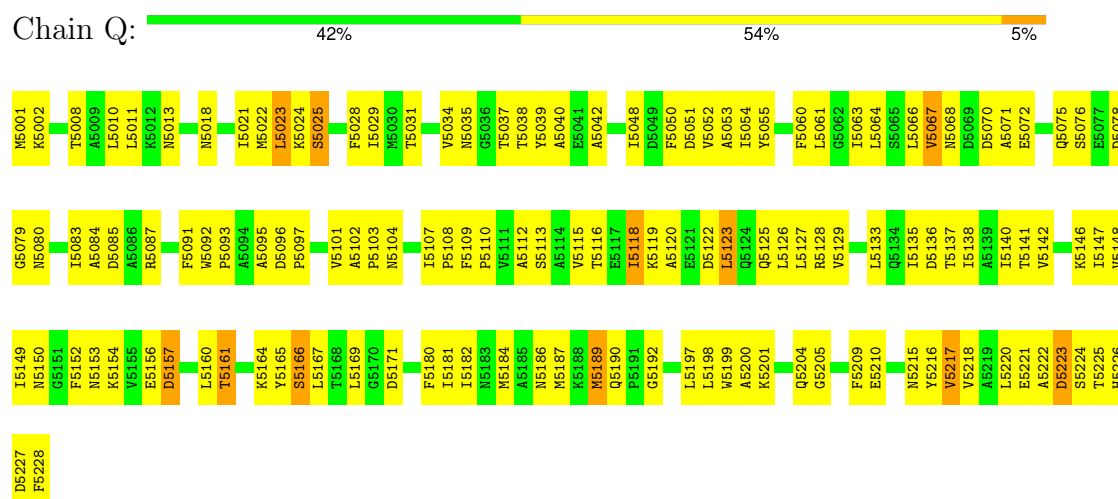 Chain Q:
42% 54% 5%
M5001 K5002 T5008 A5009 L5010 L5011 K5012 N5013 N5018 I5021 M5022 L5023 K5024 S5025 F5028 I5029 M5030 T5031 V5034 N5035 G5036 T5037 T5038 Y5039 A5040 E5041 A5042 I5048 D5049 F5050 D5051 V5052 A5053 I5054 Y5055 F5060 L5061 G5062 I5063 L5064 S5065 L5066 V5067 N5068 D5069 D5070 A5071 E5072 Q5075 S5076 E5077 D5078
G5079 N5080 I5083 A5084 D5085 A5086 R5087 F5091 W5092 P5093 A5094 A5095 D5096 P5097 V5101 A5102 P5103 N5104 I5107 P5108 F5109 P5110 V5111 A5112 S5113 A5114 V5115 T5116 E5117 I5118 K5119 A5120 E5121 D5122 L5123 Q5124 Q5125 L5126 L5127 R5128 V5129 L5133 Q5134 I5135 D5136 T5137 I5138 A5139 I5140 T5141 V5142 K5146 I5147 V5148
I5149 N5150 G5151 F5152 N5153 K5154 V5155 E5156 D5157 L5160 T5161 K5164 Y5165 S5166 L5167 T5168 L5169 G5170 D5171 F5180 I5181 I5182 N5183 M5184 A5185 N5186 M5187 K5188 M5189 Q5190 P5191 G5192 L5197 L5198 W5199 A5200 K5201 Q5204 G5205 F5209 E5210 N5215 Y5216 V5217 V5218 A5219 L5220 E5221 A5222 D5223 S5224 T5225
D5227 F5228